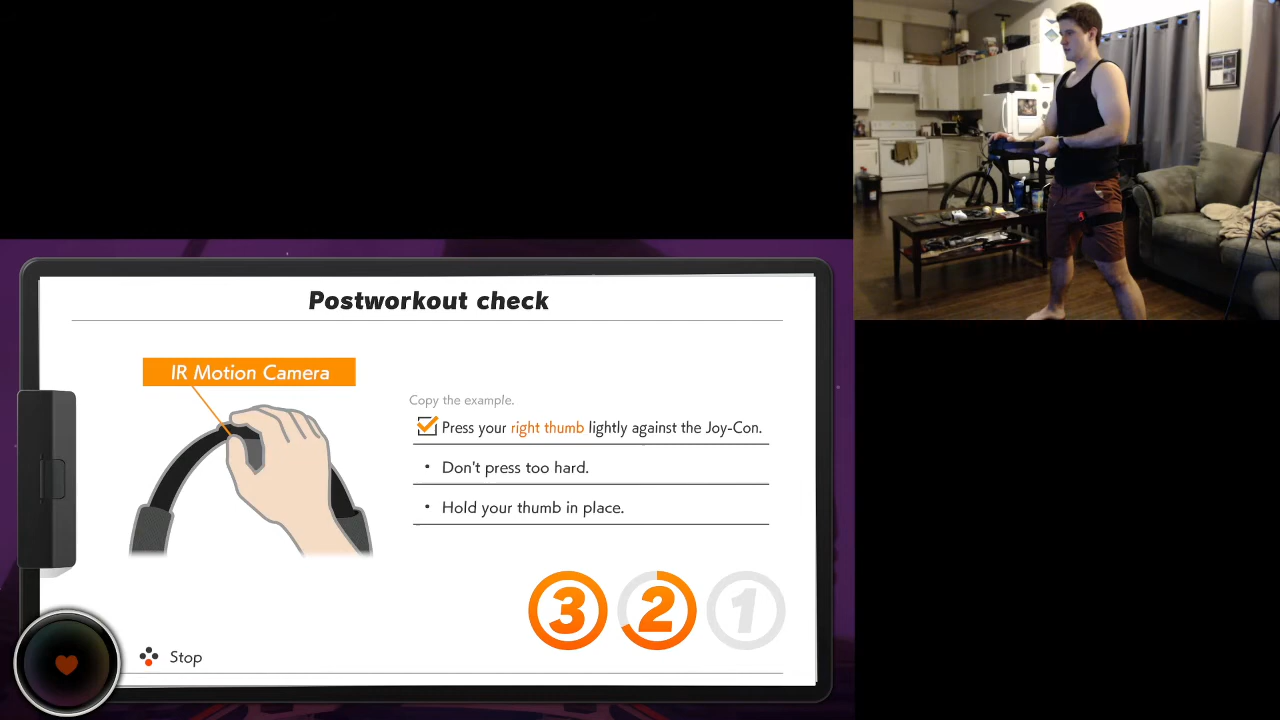 Postworkout check
IR Motion Camera
Copy the example.
Press your right thumb lightly against the Joy-Con.
• Don't press too hard.
• Hold your thumb in place.
3 2 1
Stop